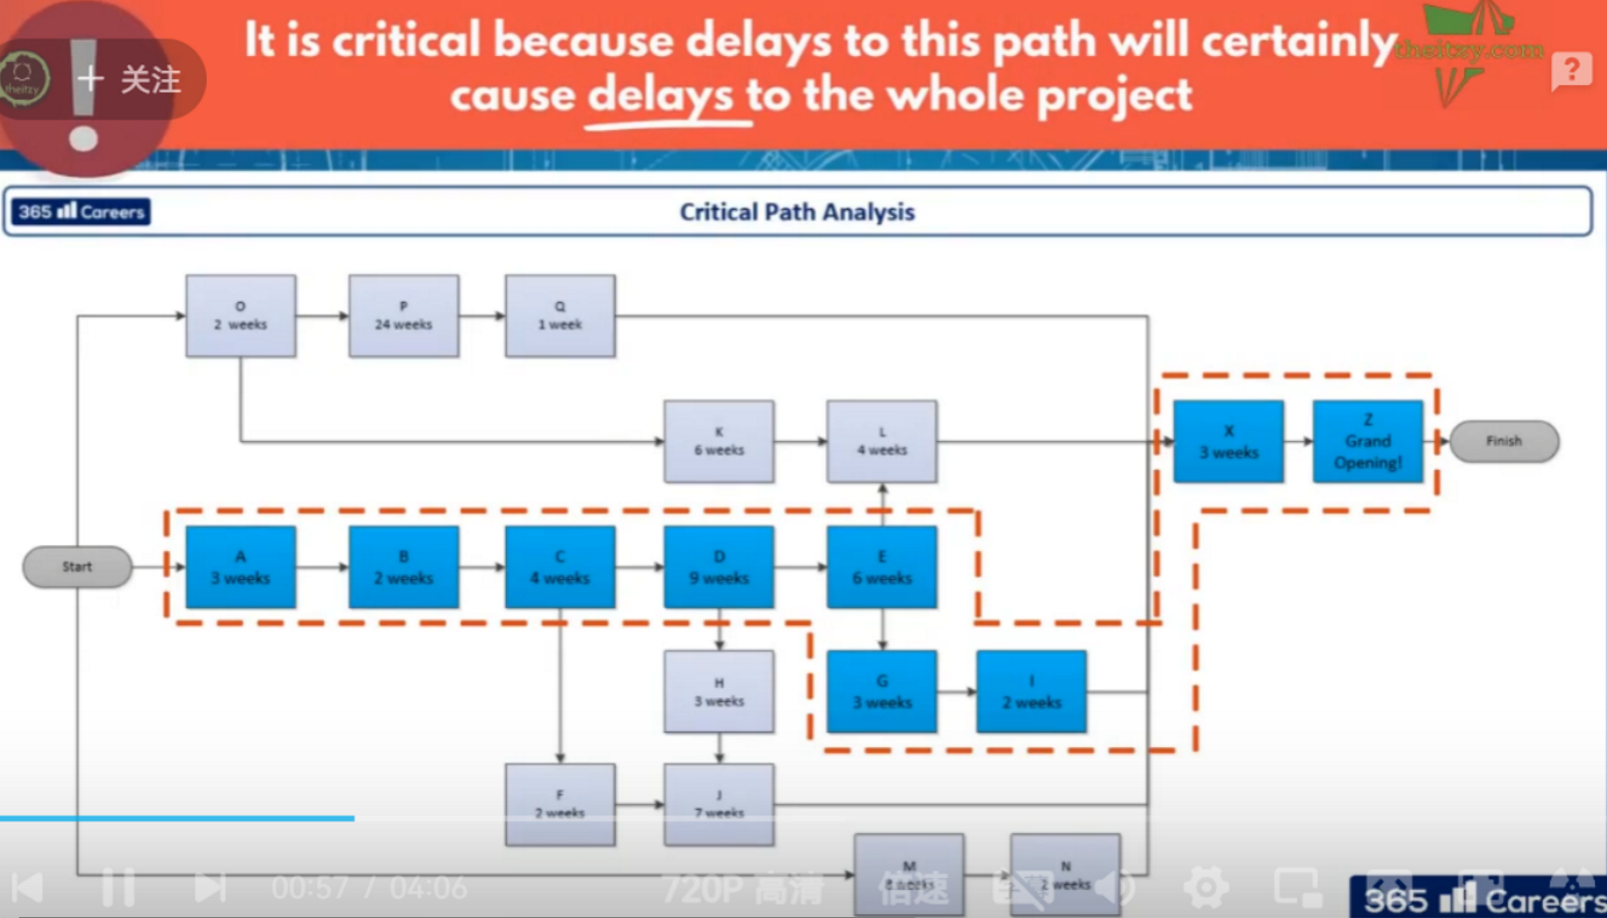 It is critical because delays to this path will certainly
cause delays to the whole project
theitzy.com
?
theitzy
+ 关注
365 Careers
Critical Path Analysis
O
2 weeks
P
24 weeks
Q
1 week
K
6 weeks
L
4 weeks
X
3 weeks
Z
Grand
Opening!
Finish
Start
A
3 weeks
B
2 weeks
C
4 weeks
D
9 weeks
E
6 weeks
H
3 weeks
G
3 weeks
I
2 weeks
F
2 weeks
J
7 weeks
M
8 weeks
N
2 weeks
00:57 / 04:06
720P 高清
倍速
365 Careers